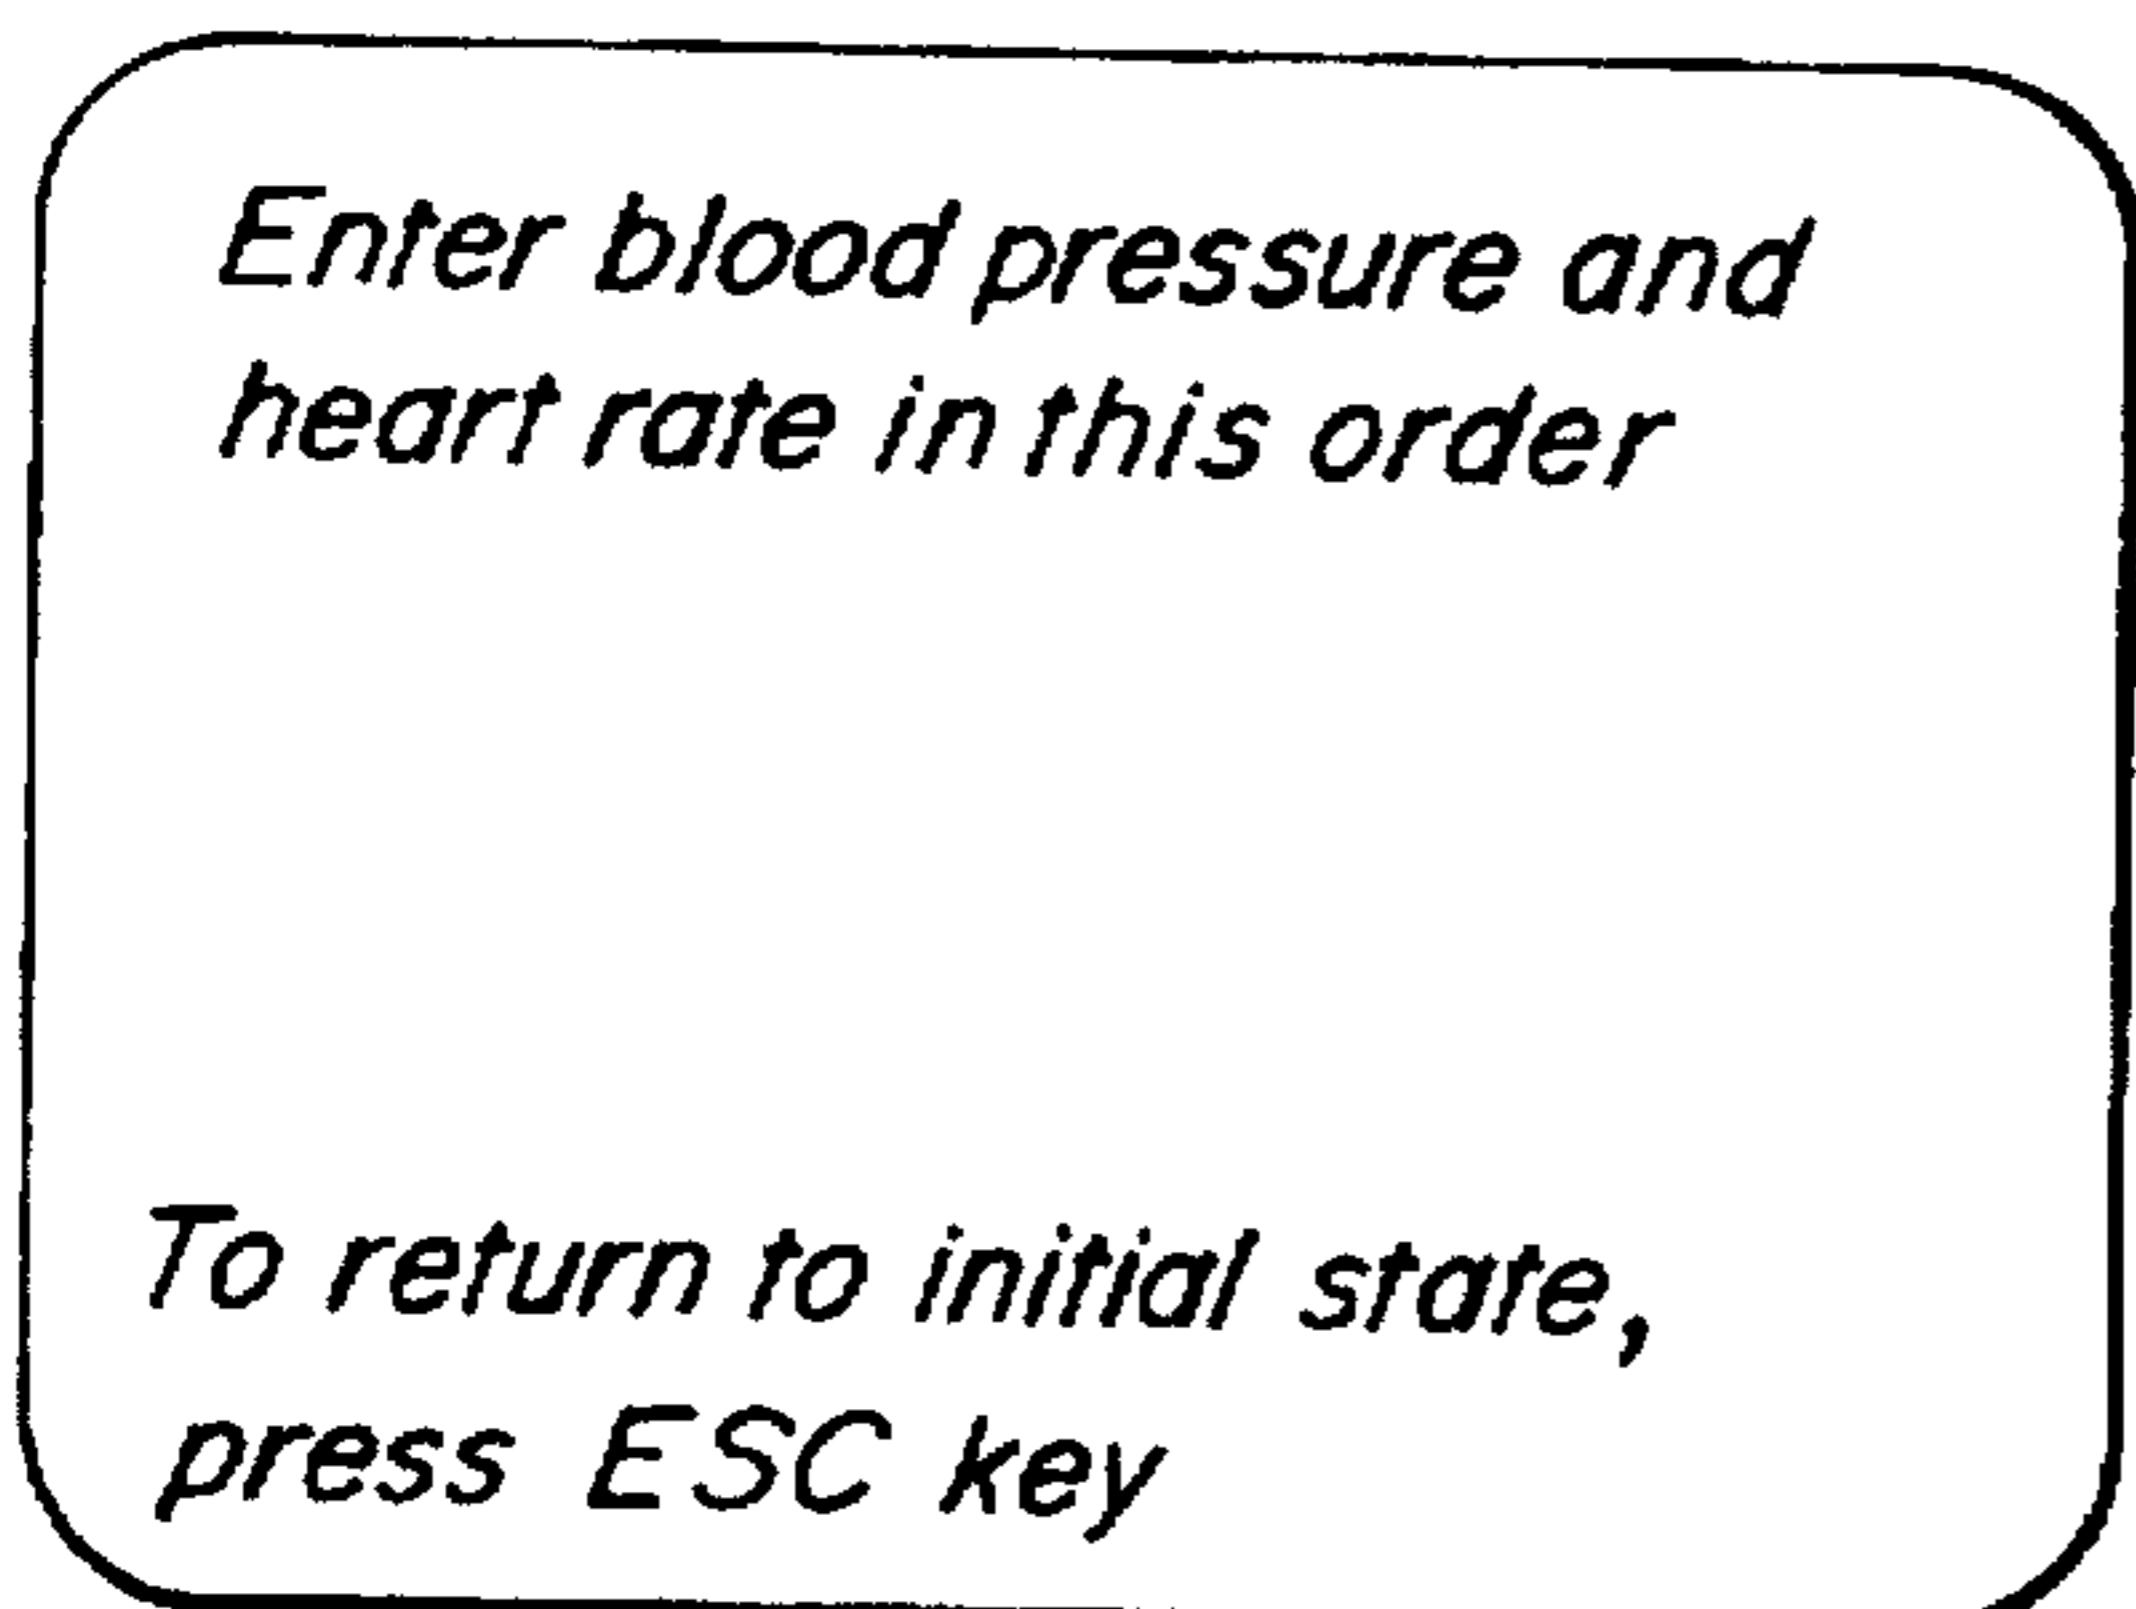 Enter blood pressure and
heart rate in this order
To return to initial state,
press ESC key